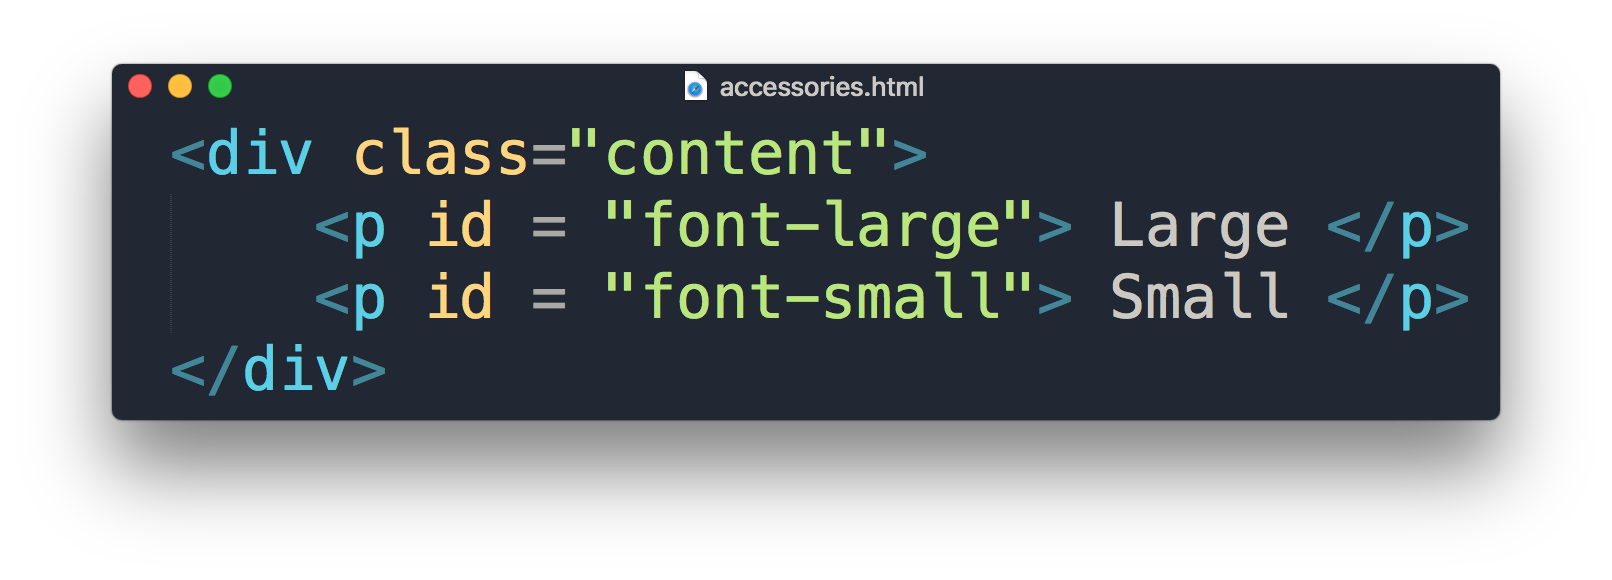 accessories.html
<div class="content">
    <p id = "font-large"> Large </p>
    <p id = "font-small"> Small </p>
</div>